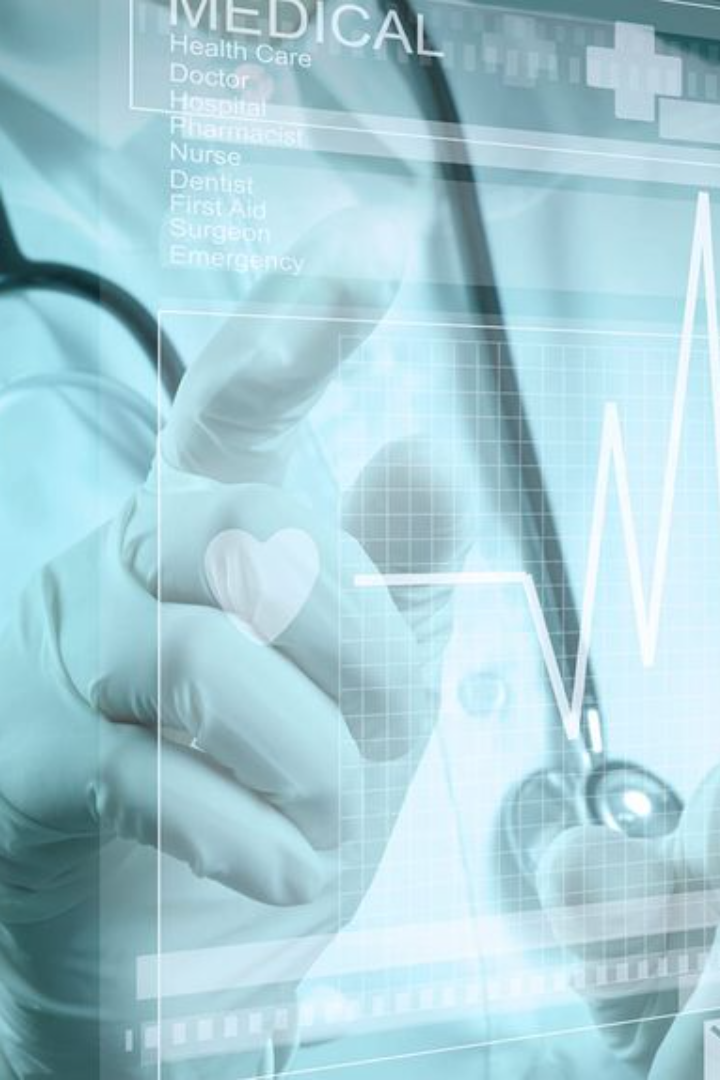 MEDICAL
Health Care
Doctor
Hospital
Pharmacist
Nurse
Dentist
First Aid
Surgeon
Emergency